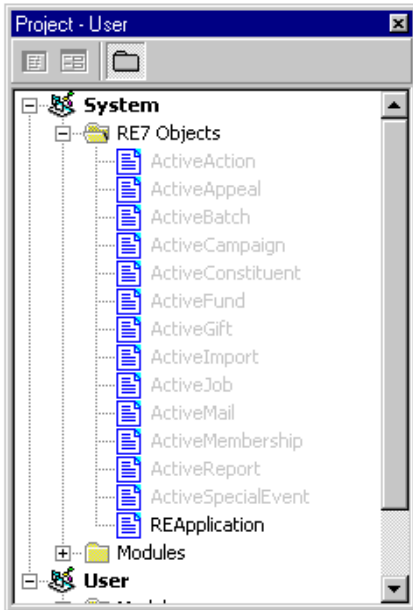 Project - User
System
RE7 Objects
ActiveAction
ActiveAppeal
ActiveBatch
ActiveCampaign
ActiveConstituent
ActiveFund
ActiveGift
ActiveImport
ActiveJob
ActiveMail
ActiveMembership
ActiveReport
ActiveSpecialEvent
REApplication
Modules
User